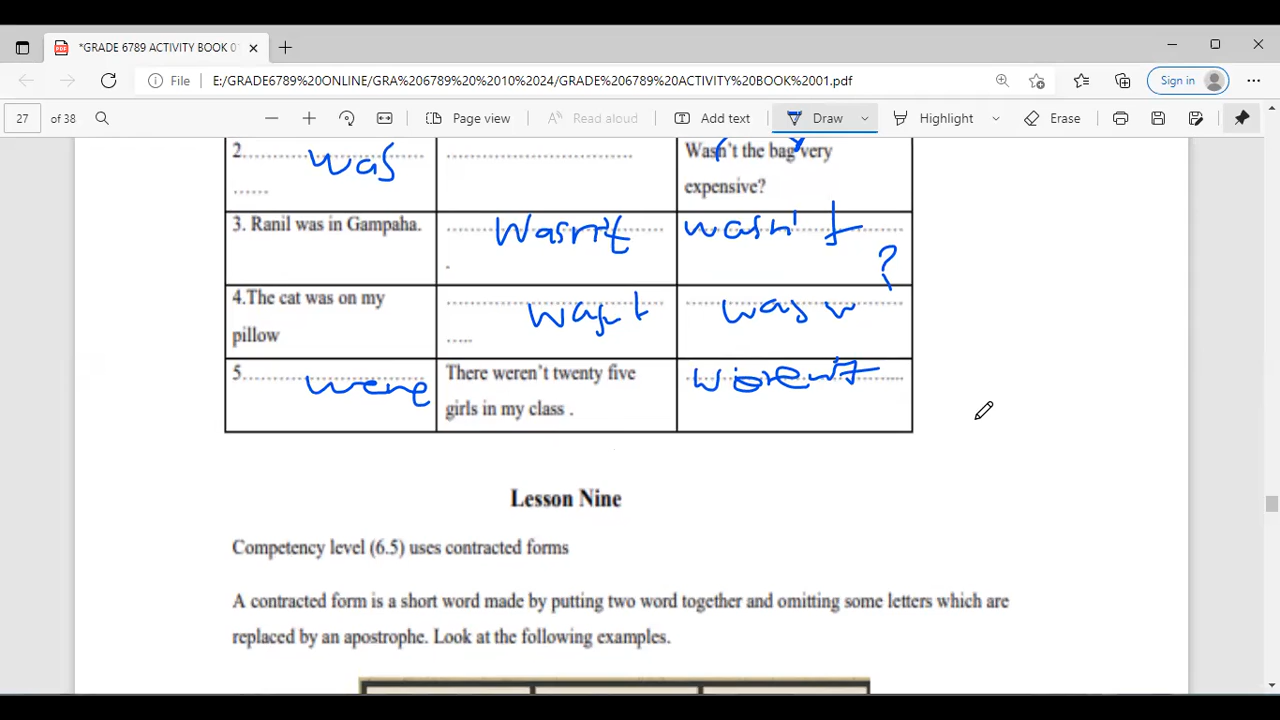 *GRADE 6789 ACTIVITY BOOK 0
File E:/GRADE6789%20ONLINE/GRA%206789%20%2010%2024/GRADE%206789%20ACTIVITY%20BOOK%2001.pdf Sign in
27 of 38 Page view Read aloud Add text Draw Highlight Erase
2................ was ................................ Wasn't the bag very
...... expensive?
3. Ranil was in Gampaha. Wasn't wasn't
?
4.The cat was on my
pillow
5................ were There weren't twenty five
girls in my class .
Lesson Nine
Competency level (6.5) uses contracted forms
A contracted form is a short word made by putting two word together and omitting some letters which are
replaced by an apostrophe. Look at the following examples.